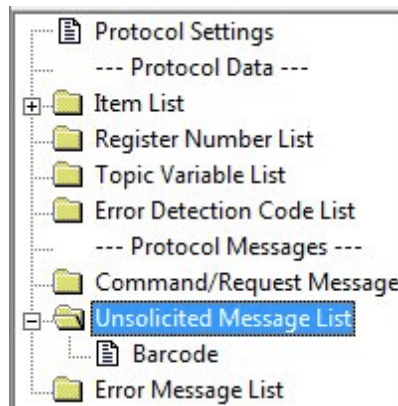 Protocol Settings
--- Protocol Data ---
Item List
Register Number List
Topic Variable List
Error Detection Code List
--- Protocol Messages ---
Command/Request Message
Unsolicited Message List
Barcode
Error Message List